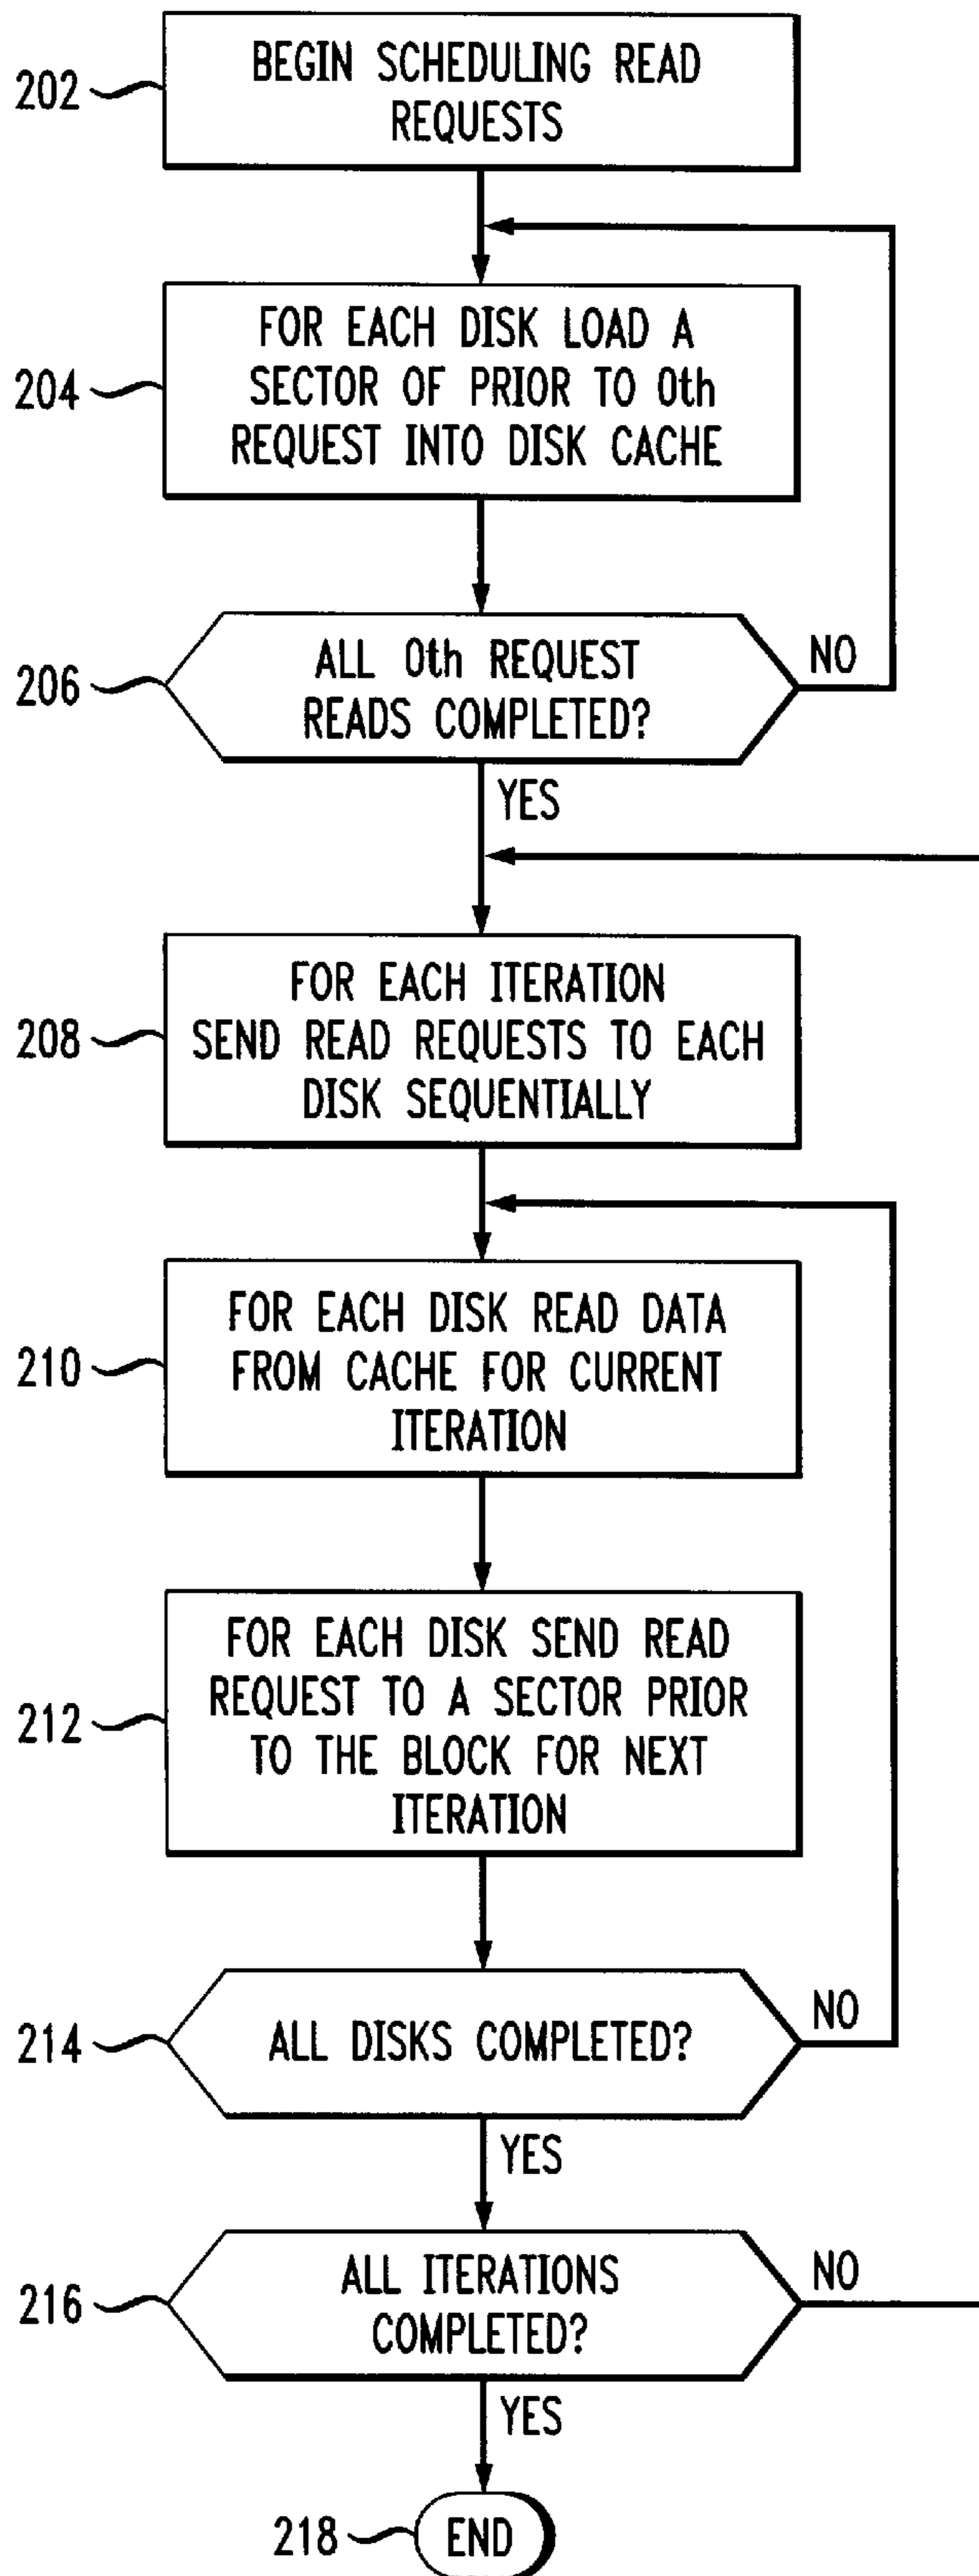 202
BEGIN SCHEDULING READ
REQUESTS
204
FOR EACH DISK LOAD A
SECTOR OF PRIOR TO 0th
REQUEST INTO DISK CACHE
206
ALL 0th REQUEST
READS COMPLETED?
NO
YES
208
FOR EACH ITERATION
SEND READ REQUESTS TO EACH
DISK SEQUENTIALLY
210
FOR EACH DISK READ DATA
FROM CACHE FOR CURRENT
ITERATION
212
FOR EACH DISK SEND READ
REQUEST TO A SECTOR PRIOR
TO THE BLOCK FOR NEXT
ITERATION
214
ALL DISKS COMPLETED?
NO
YES
216
ALL ITERATIONS
COMPLETED?
NO
YES
218
END